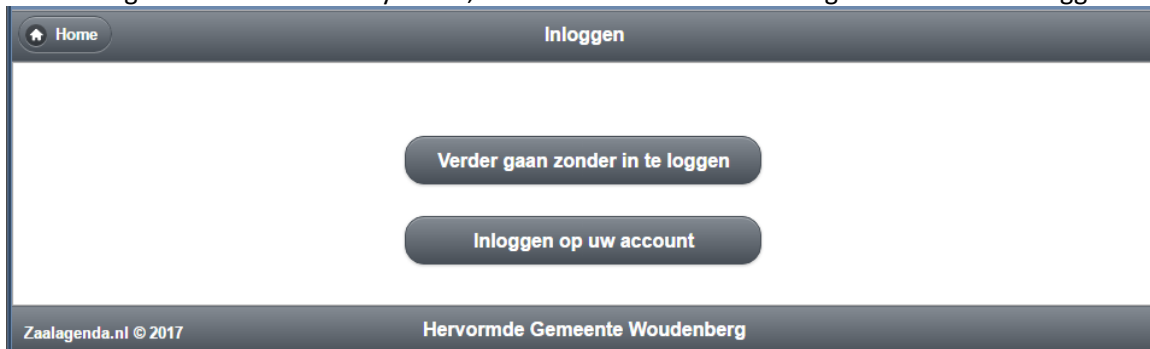 Home
Inloggen
Verder gaan zonder in te loggen
Inloggen op uw account
Zaalagenda.nl © 2017
Hervormde Gemeente Woudenberg